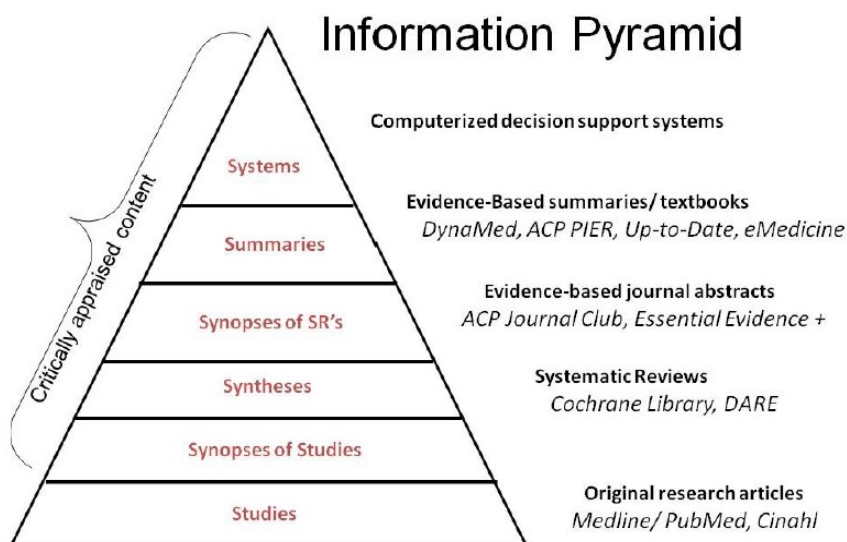 Information Pyramid
Critically appraised content
Computerized decision support systems
Systems
Evidence-Based summaries/ textbooks
DynaMed, ACP PIER, Up-to-Date, eMedicine
Summaries
Evidence-based journal abstracts
ACP Journal Club, Essential Evidence +
Synopses of SR's
Systematic Reviews
Cochrane Library, DARE
Syntheses
Synopses of Studies
Original research articles
Medline/ PubMed, Cinahl
Studies